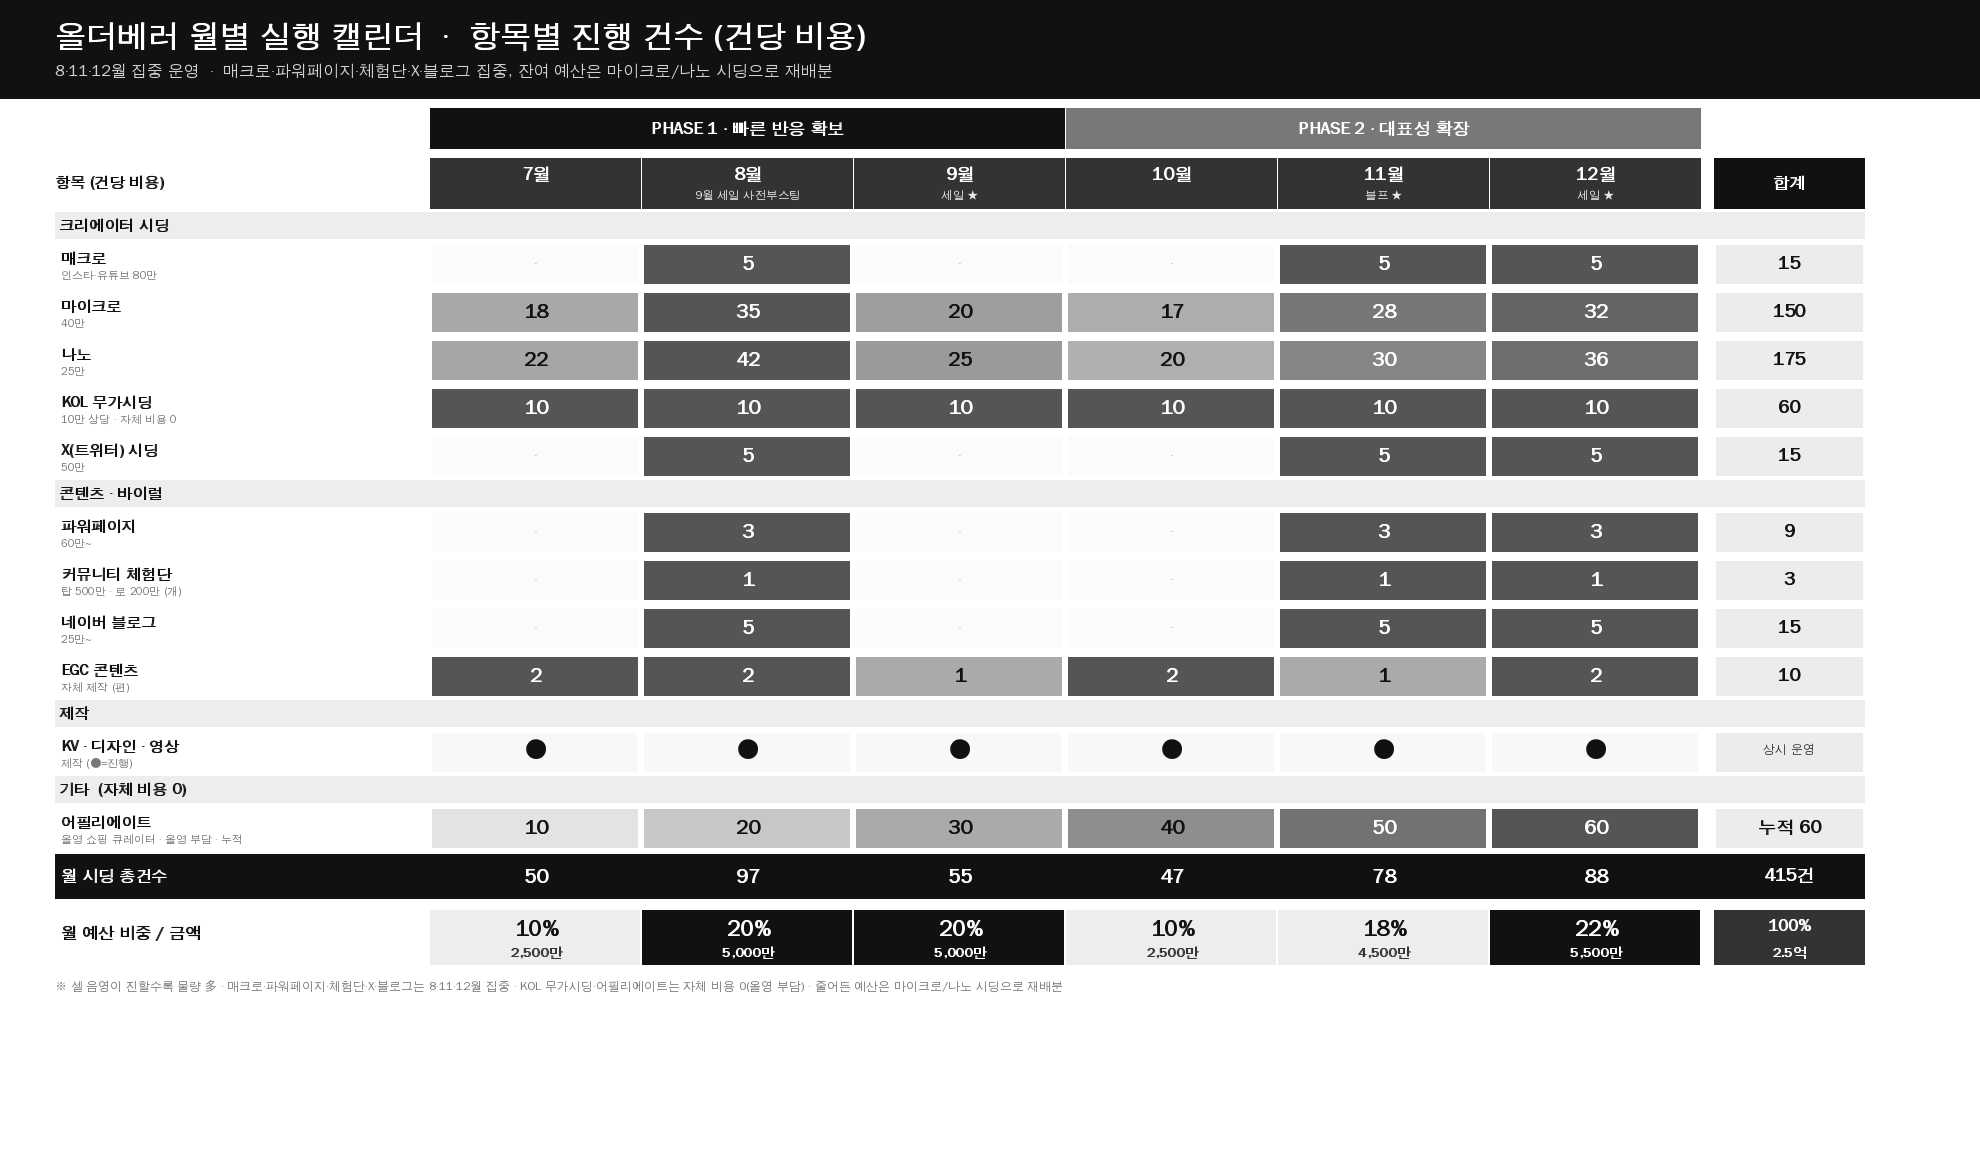 올더베러 월별 실행 캘린더 · 항목별 진행 건수 (건당 비용)
8·11·12월 집중 운영 · 매크로·파워페이지·체험단·X·블로그 집중, 잔여 예산은 마이크로/나노 시딩으로 재배분
PHASE 1 · 빠른 반응 확보 PHASE 2 · 대표성 확장
항목 (건당 비용) 7월 8월 9월 10월 11월 12월 합계
9월 세일 사전부스팅 세일 ★ 블프 ★ 세일 ★
크리에이터 시딩
매크로 · 5 · · 5 5 15
인스타·유튜브 80만
마이크로 18 35 20 17 28 32 150
40만
나노 22 42 25 20 30 36 175
25만
KOL 무가시딩 10 10 10 10 10 10 60
10만 상당 · 자체 비용 0
X(트위터) 시딩 · 5 · · 5 5 15
50만
콘텐츠 · 바이럴
파워페이지 · 3 · · 3 3 9
60만~
커뮤니티 체험단 · 1 · · 1 1 3
탑 500만 · 로 200만 (개)
네이버 블로그 · 5 · · 5 5 15
25만~
EGC 콘텐츠 2 2 1 2 1 2 10
자체 제작 (편)
제작
KV · 디자인 · 영상 ● ● ● ● ● ● 상시 운영
제작 (●=진행)
기타 (자체 비용 0)
어필리에이트 10 20 30 40 50 60 누적 60
올영 쇼핑 큐레이터 · 올영 부담 · 누적
월 시딩 총건수 50 97 55 47 78 88 415건
월 예산 비중 / 금액 10% 20% 20% 10% 18% 22% 100%
2,500만 5,000만 5,000만 2,500만 4,500만 5,500만 2.5억
※ 셀 음영이 진할수록 물량 多 · 매크로·파워페이지·체험단·X·블로그는 8·11·12월 집중 · KOL 무가시딩·어필리에이트는 자체 비용 0(올영 부담) · 줄어든 예산은 마이크로/나노 시딩으로 재배분